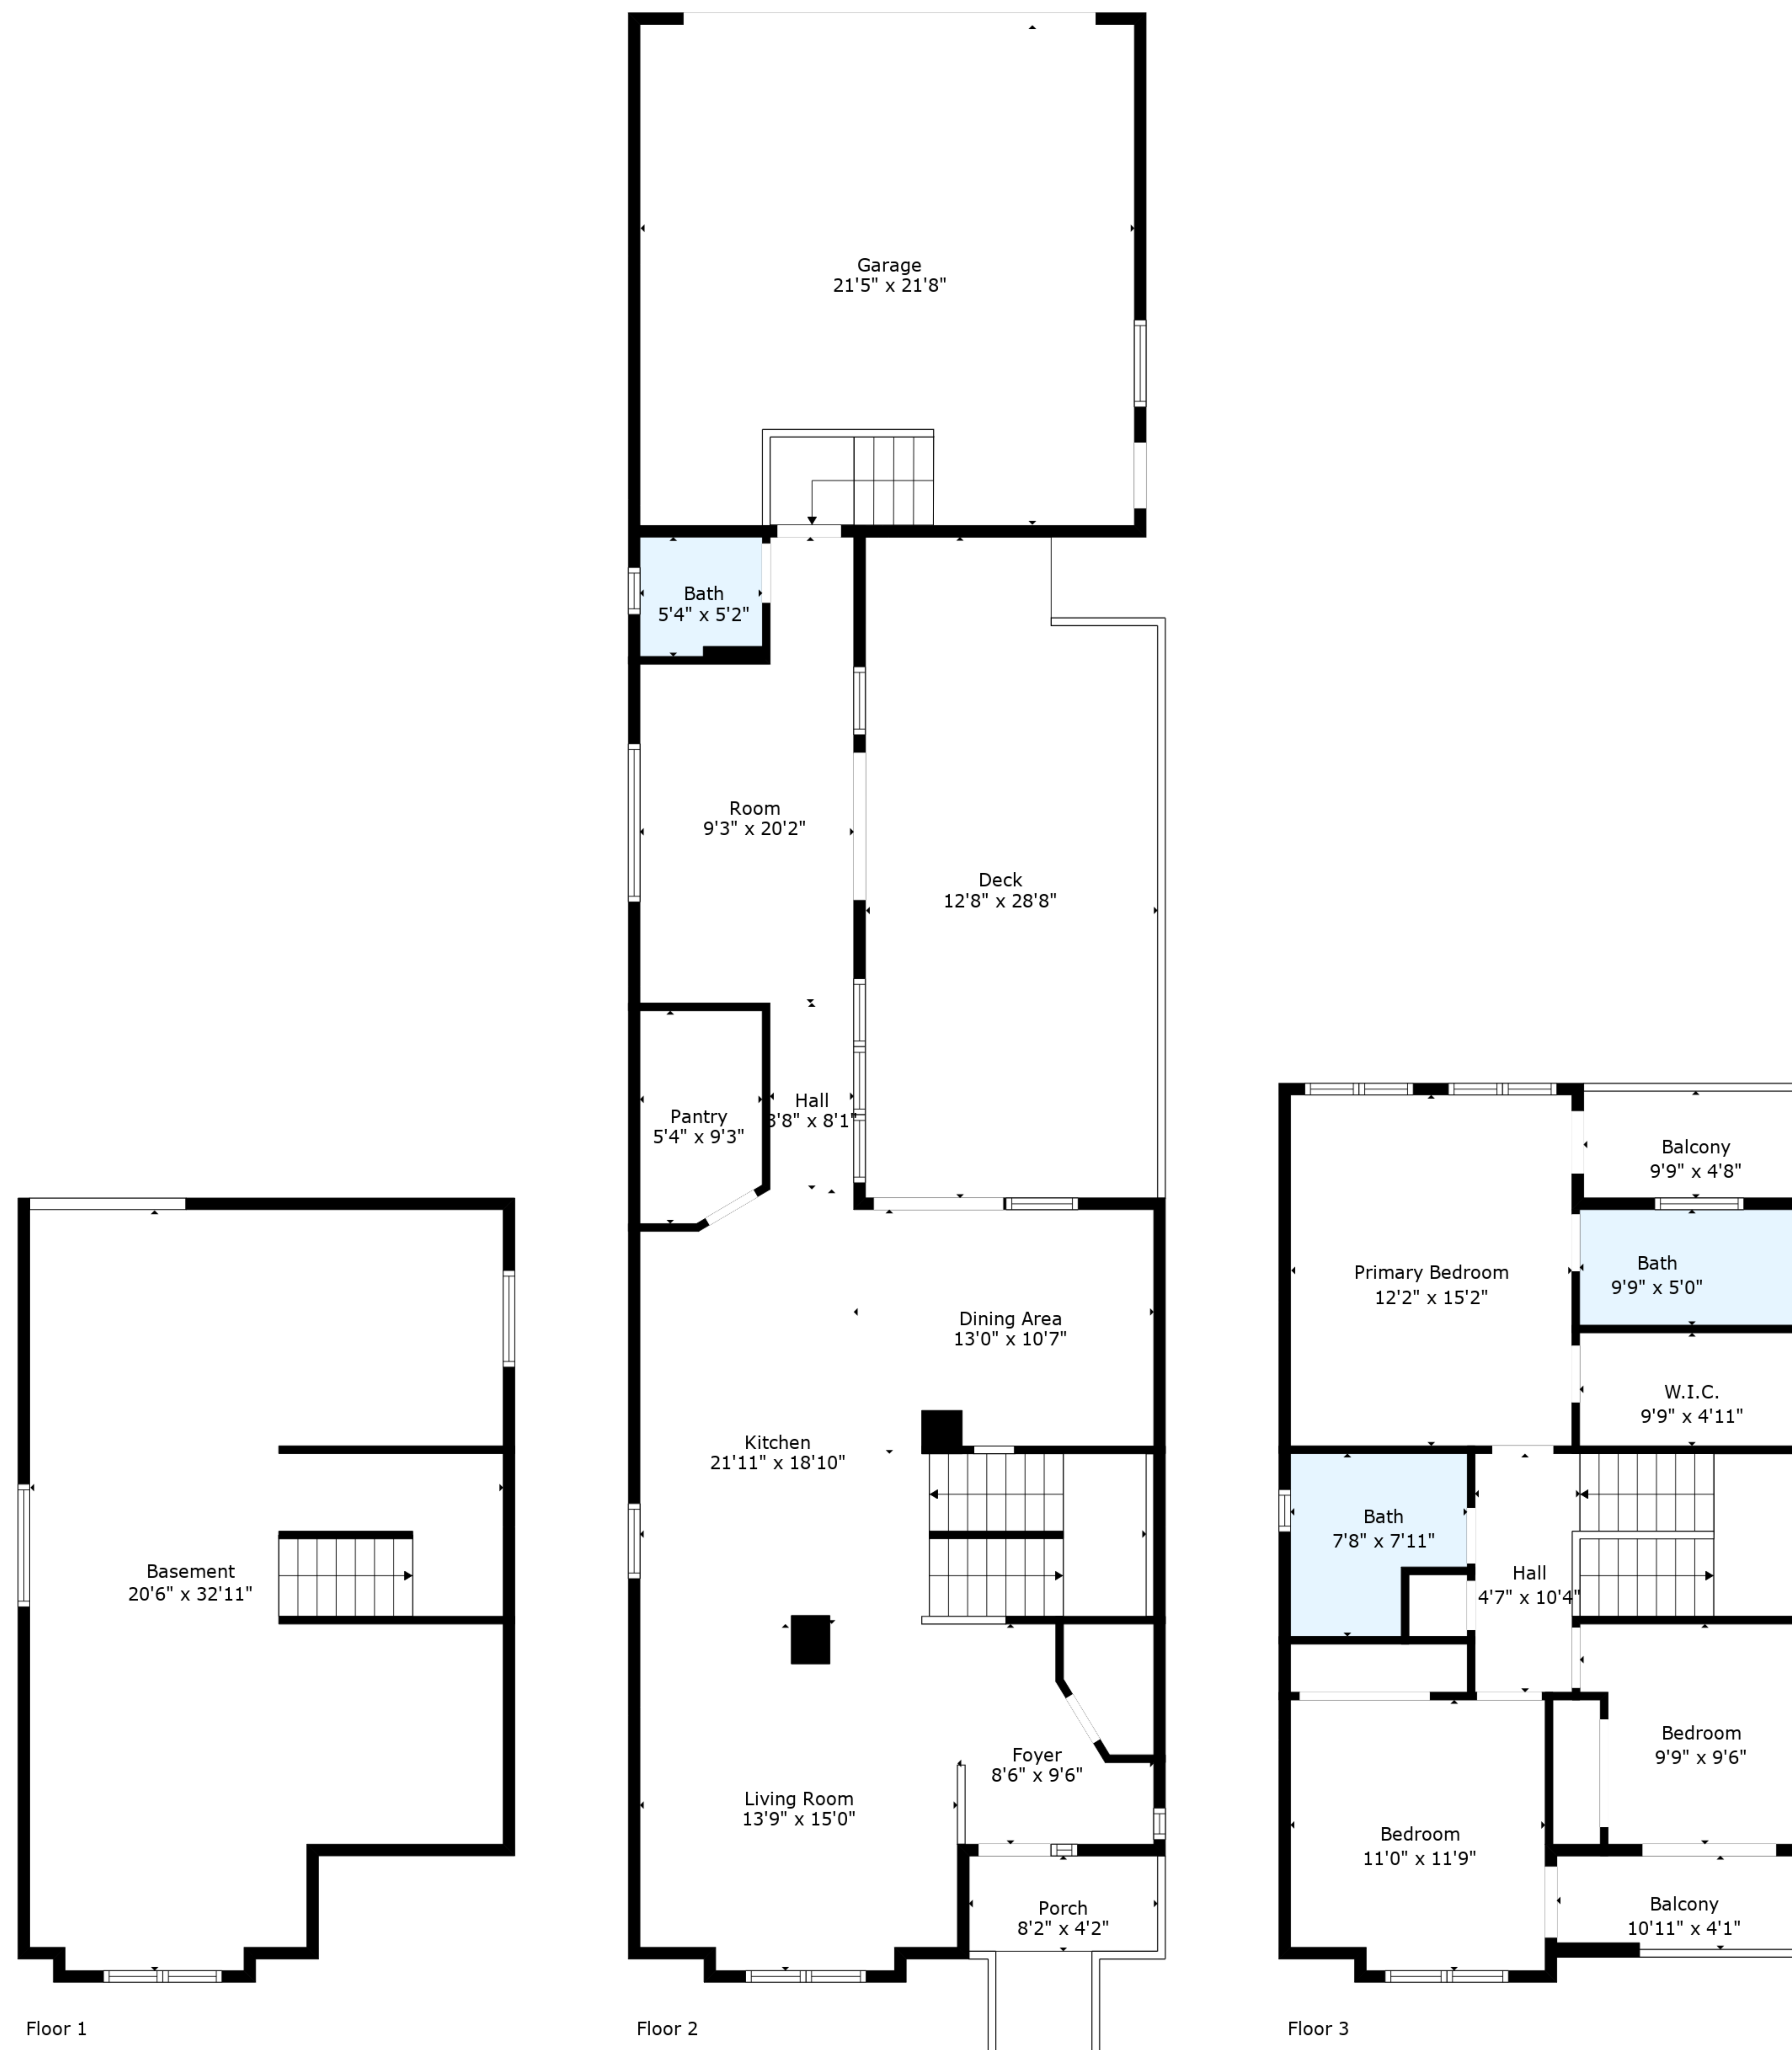 Garage
21'5" x 21'8"
Bath
5'4" x 5'2"
Room
9'3" x 20'2"
Deck
12'8" x 28'8"
Hall
3'8" x 8'1"
Pantry
5'4" x 9'3"
Dining Area
13'0" x 10'7"
Kitchen
21'11" x 18'10"
Foyer
8'6" x 9'6"
Living Room
13'9" x 15'0"
Porch
8'2" x 4'2"
Basement
20'6" x 32'11"
Balcony
9'9" x 4'8"
Primary Bedroom
12'2" x 15'2"
Bath
9'9" x 5'0"
W.I.C.
9'9" x 4'11"
Bath
7'8" x 7'11"
Hall
4'7" x 10'4"
Bedroom
9'9" x 9'6"
Bedroom
11'0" x 11'9"
Balcony
10'11" x 4'1"
Floor 1
Floor 2
Floor 3